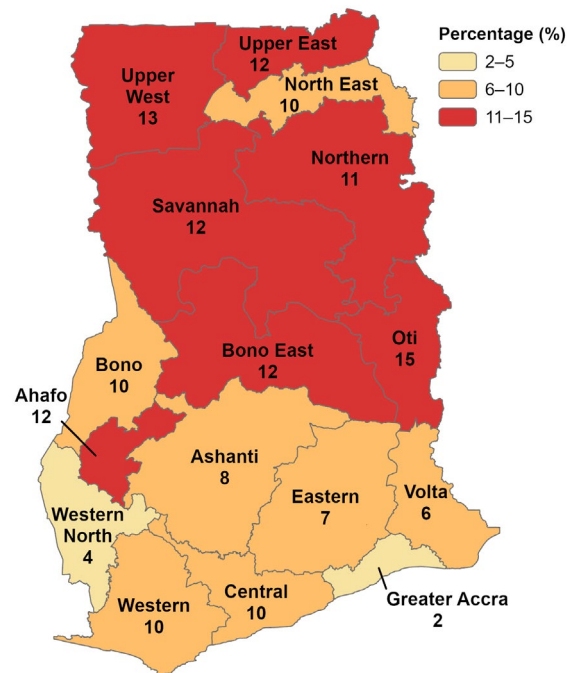 Percentage (%)
2–5
6–10
11–15
Upper East
12
Upper
West
13
North East
10
Northern
11
Savannah
12
Oti
15
Bono East
12
Bono
10
Ahafo
12
Ashanti
8
Eastern
7
Volta
6
Western
North
4
Central
10
Western
10
Greater Accra
2